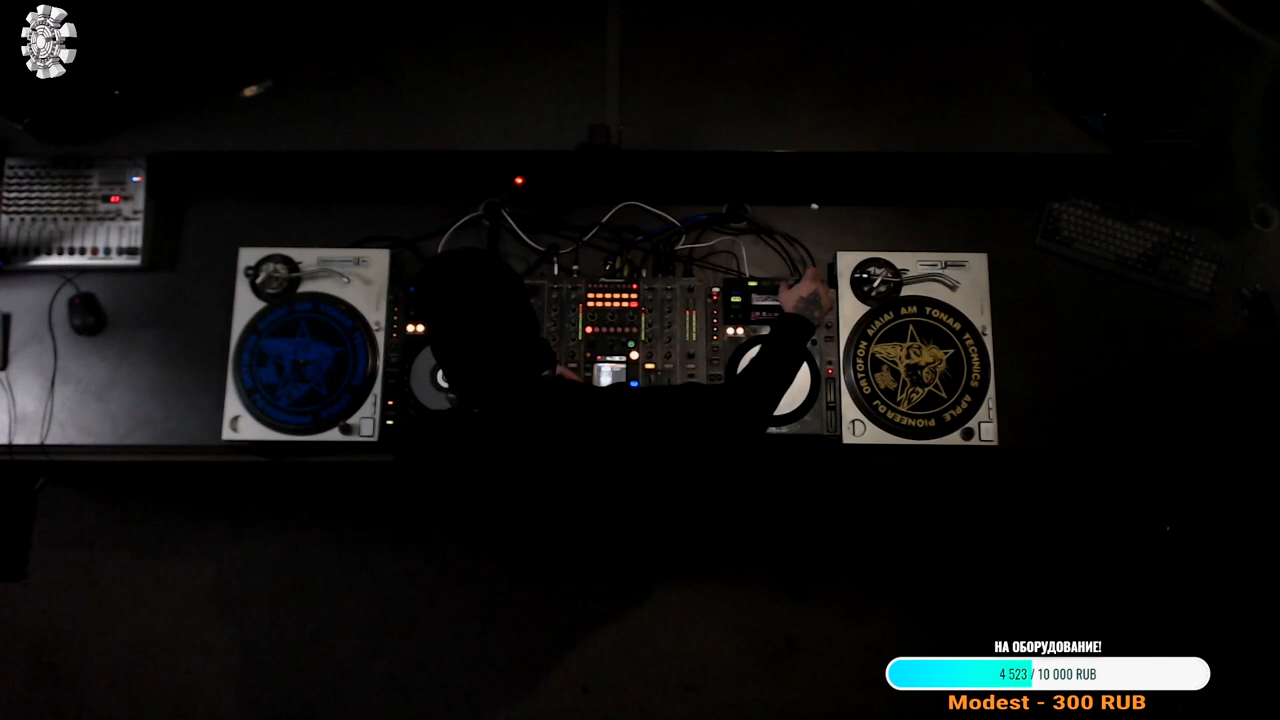 ORTOFON AIAIAI AM TONAR TECHNICS APPLE PIONEER DJ
НА ОБОРУДОВАНИЕ!
4 523 / 10 000 RUB
Modest - 300 RUB